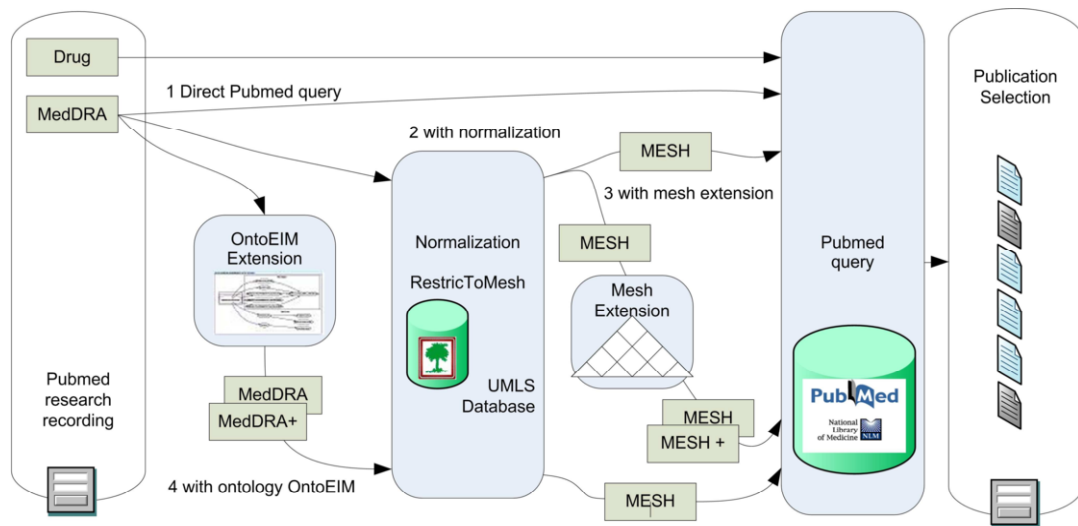 Drug
MedDRA
1 Direct Pubmed query
2 with normalization
MESH
3 with mesh extension
MESH
OntoEIM
Extension
Normalization
RestricToMesh
UMLS
Database
Mesh
Extension
MedDRA
MedDRA+
MESH
MESH +
4 with ontology OntoEIM
MESH
Pubmed
research
recording
Pubmed
query
PubMed
National
Library
of Medicine
NLM
Publication
Selection